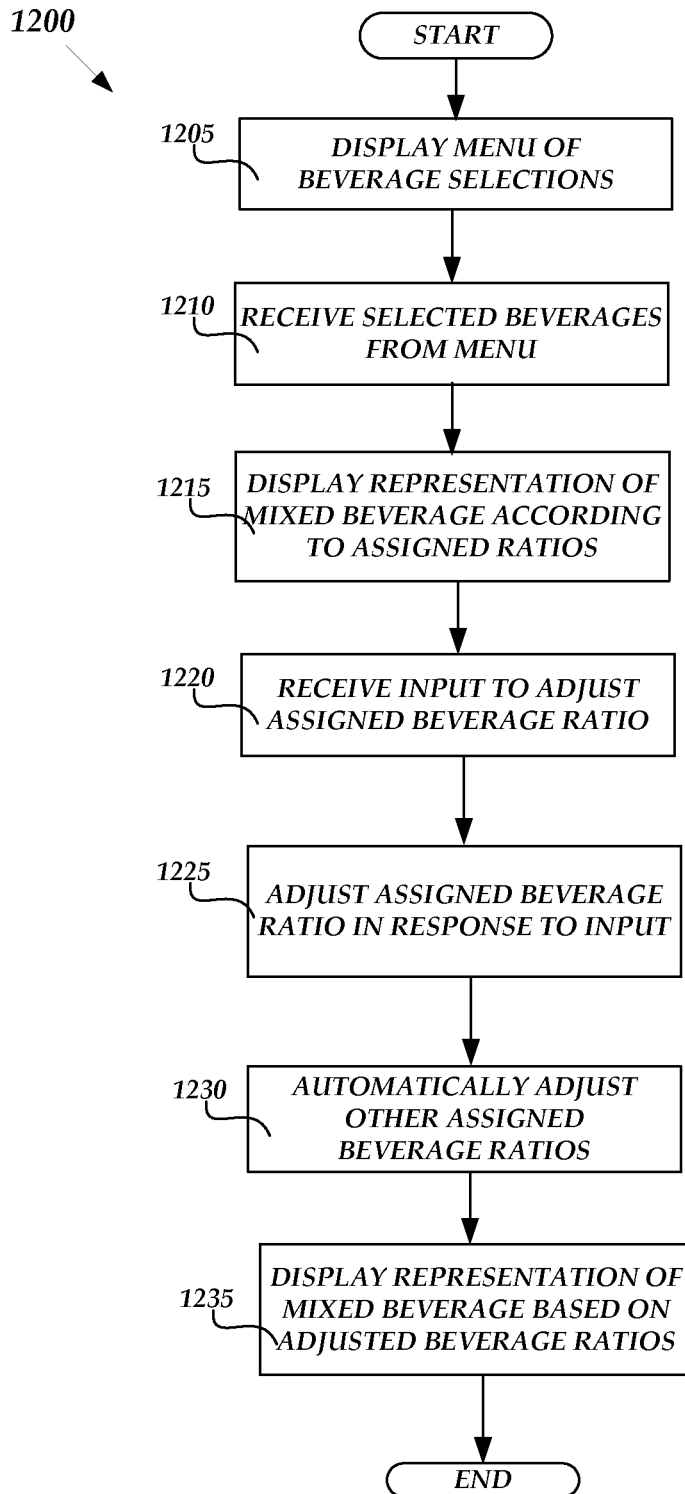 1200
START
1205
DISPLAY MENU OF
BEVERAGE SELECTIONS
1210
RECEIVE SELECTED BEVERAGES
FROM MENU
1215
DISPLAY REPRESENTATION OF
MIXED BEVERAGE ACCORDING
TO ASSIGNED RATIOS
1220
RECEIVE INPUT TO ADJUST
ASSIGNED BEVERAGE RATIO
1225
ADJUST ASSIGNED BEVERAGE
RATIO IN RESPONSE TO INPUT
1230
AUTOMATICALLY ADJUST
OTHER ASSIGNED
BEVERAGE RATIOS
1235
DISPLAY REPRESENTATION OF
MIXED BEVERAGE BASED ON
ADJUSTED BEVERAGE RATIOS
END